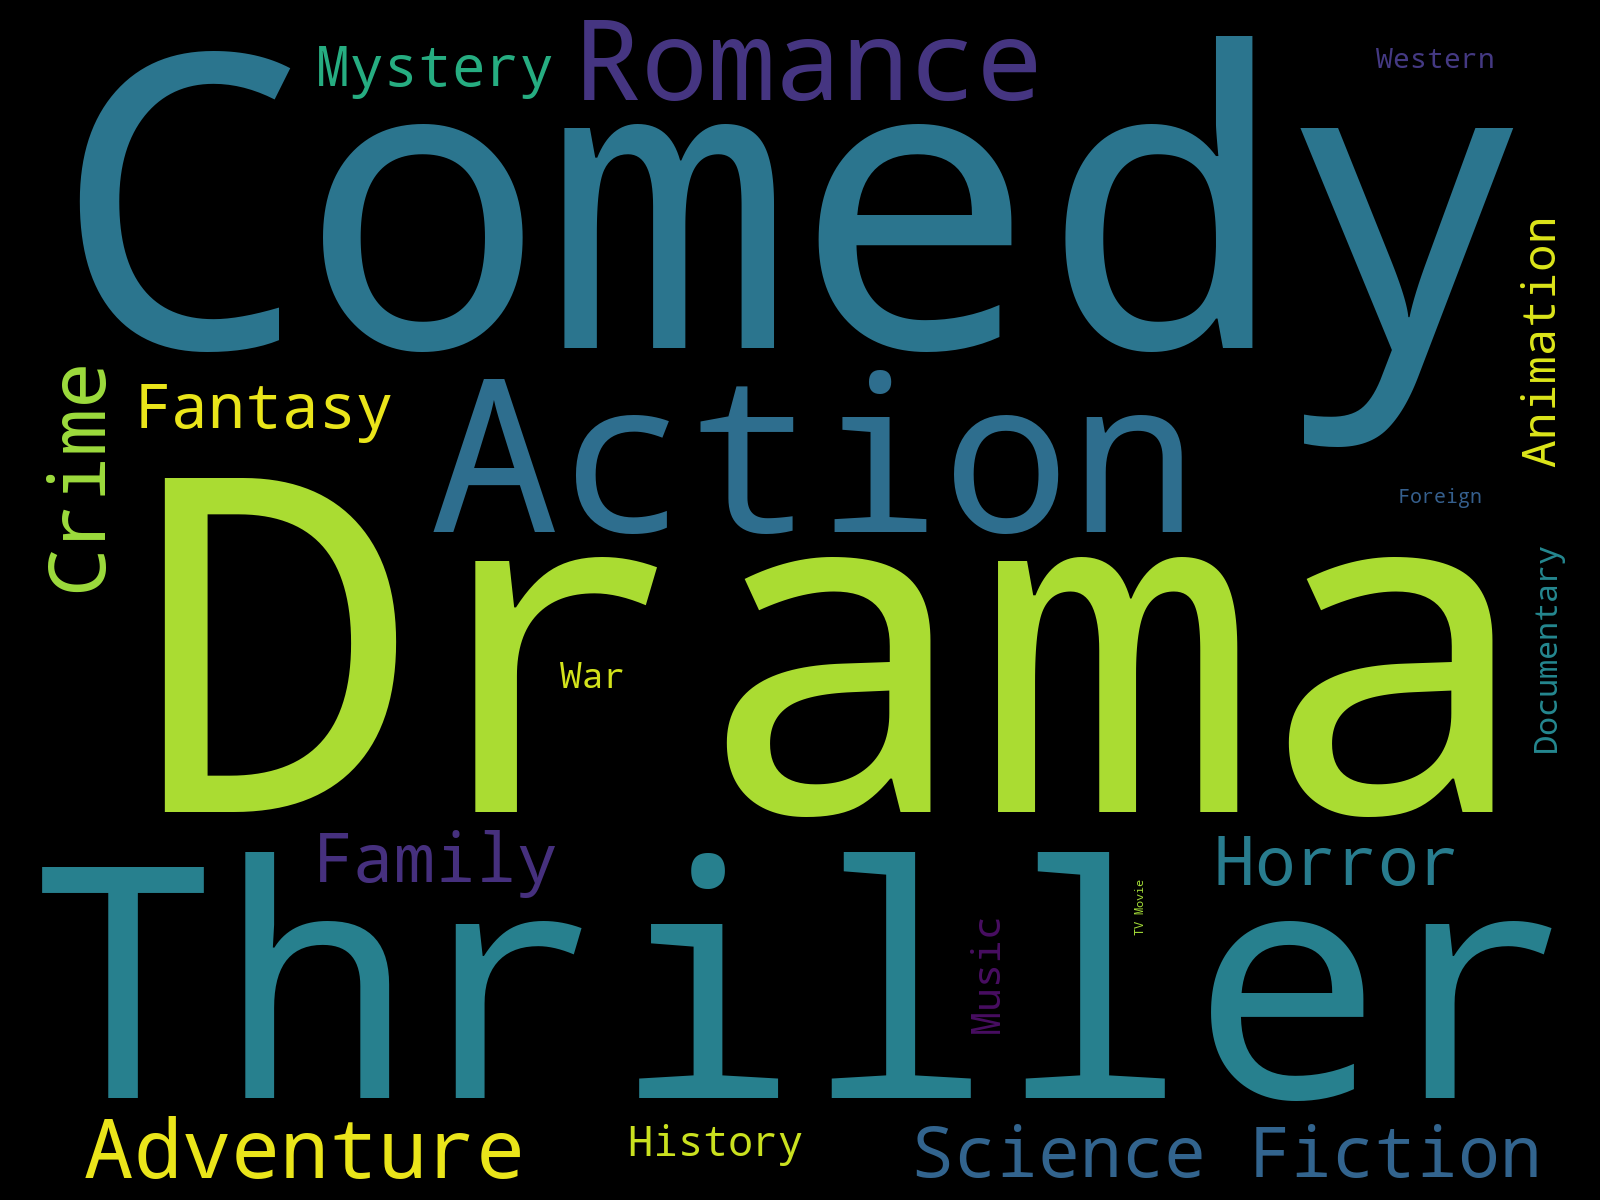 Romance
Mystery
Western
Comedy
Animation
Crime
Fantasy
Action
Foreign
Drama
War
Documentary
Family
Horror
Thriller
TV Movie
Music
Adventure
History
Science Fiction